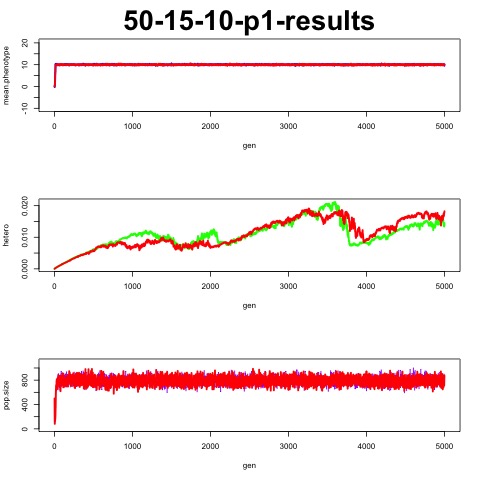 50-15-10-p1-results
mean.phenotype
20
10
0
-10
0 1000 2000 3000 4000 5000
gen
hetero
0.020
0.010
0.000
0 1000 2000 3000 4000 5000
gen
pop.size
800
400
0
0 1000 2000 3000 4000 5000
gen